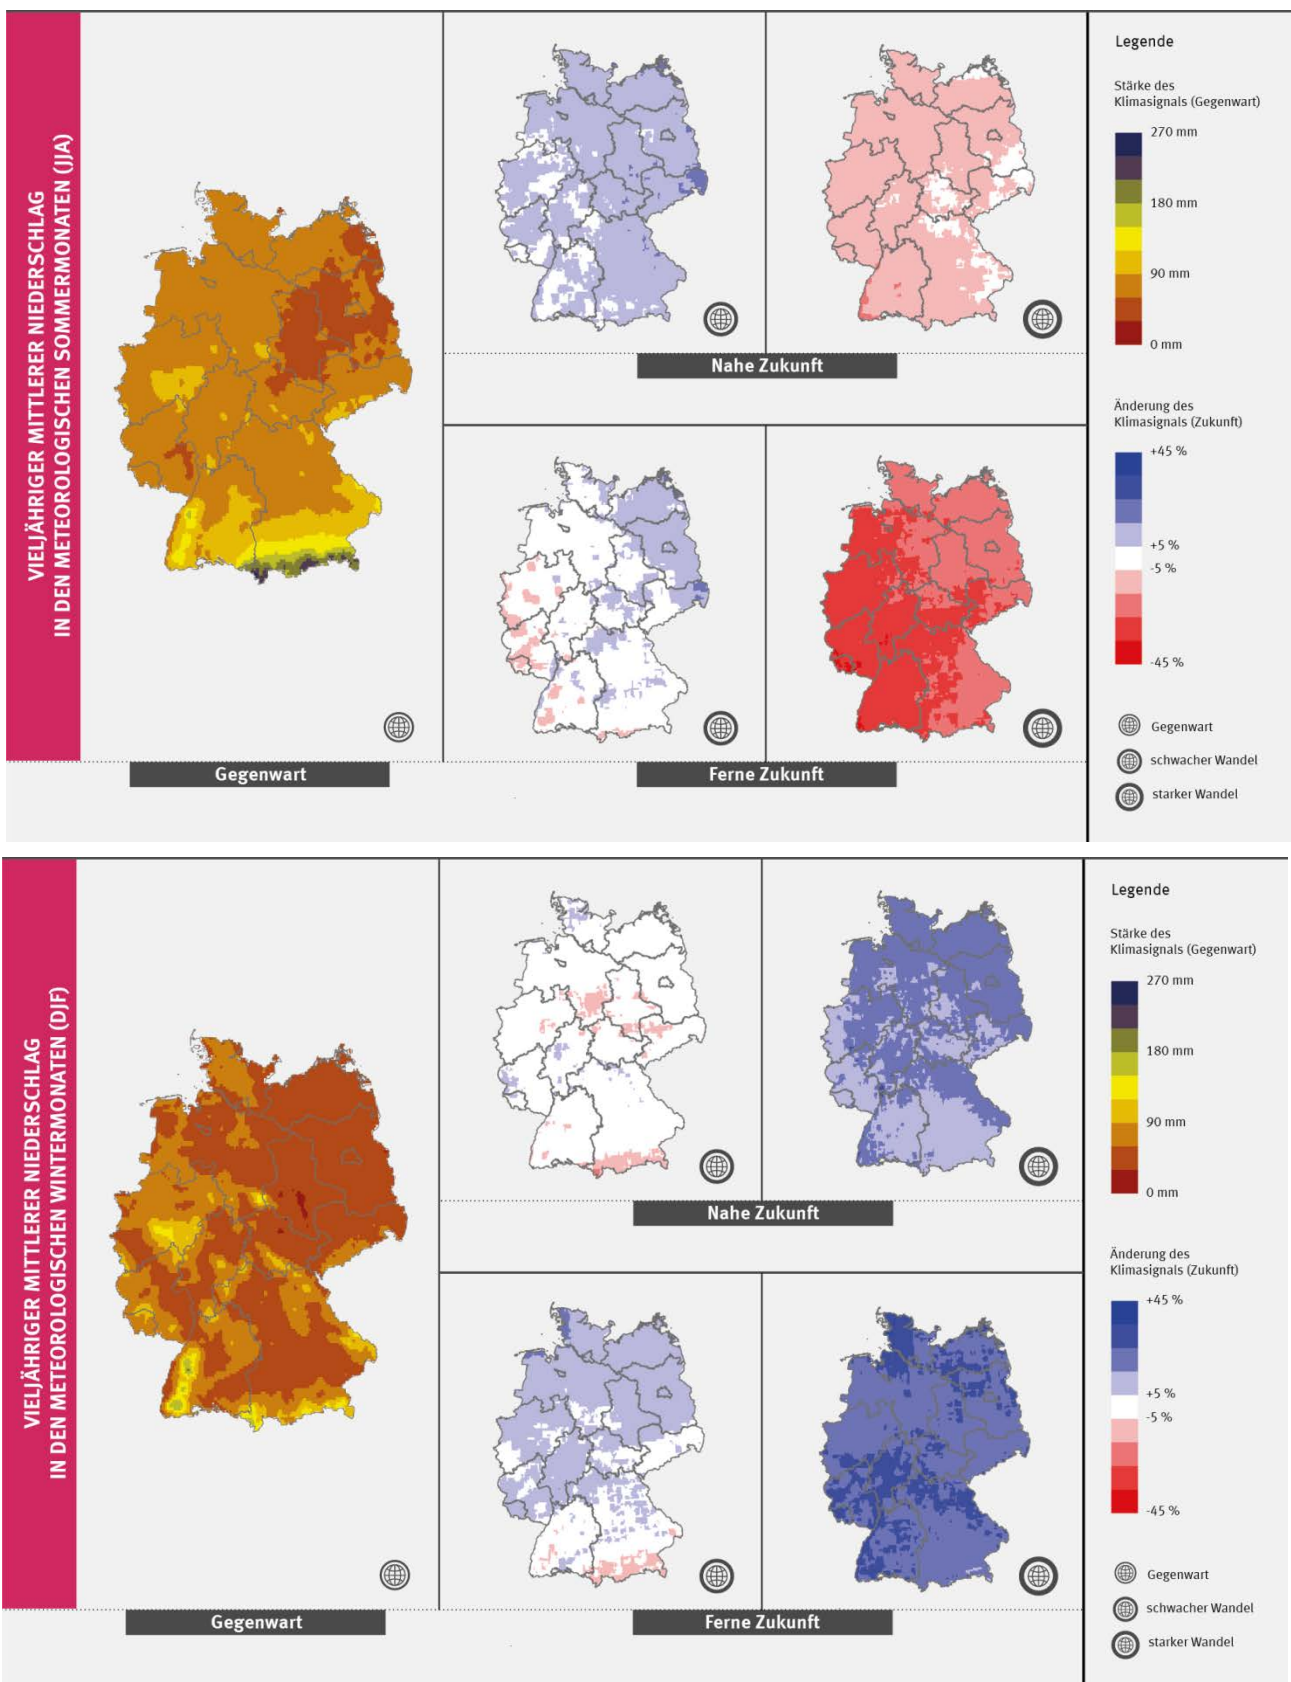 VIELJÄHRIGER MITTLERER NIEDERSCHLAG
IN DEN METEOROLOGISCHEN SOMMERMONATEN (JJA)
Gegenwart
Nahe Zukunft
Ferne Zukunft
Legende
Stärke des
Klimasignals (Gegenwart)
270 mm
180 mm
90 mm
0 mm
Änderung des
Klimasignals (Zukunft)
+45 %
+5 %
-5 %
-45 %
Gegenwart
schwacher Wandel
starker Wandel
VIELJÄHRIGER MITTLERER NIEDERSCHLAG
IN DEN METEOROLOGISCHEN WINTERMONATEN (DJF)
Gegenwart
Nahe Zukunft
Ferne Zukunft
Legende
Stärke des
Klimasignals (Gegenwart)
270 mm
180 mm
90 mm
0 mm
Änderung des
Klimasignals (Zukunft)
+45 %
+5 %
-5 %
-45 %
Gegenwart
schwacher Wandel
starker Wandel